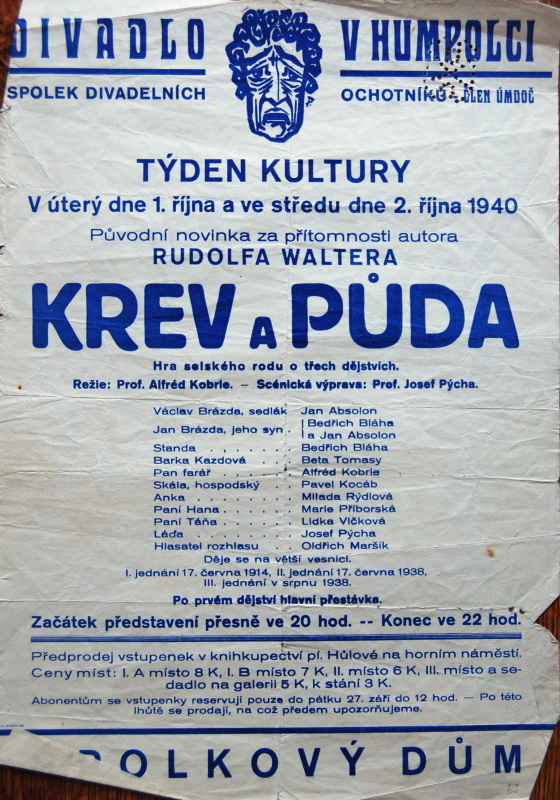 DIVADLO V HUMPOLCI
SPOLEK DIVADELNÍCH OCHOTNÍKŮ ČLEN ÚMDOČ
TÝDEN KULTURY
V úterý dne 1. října a ve středu dne 2. října 1940
Původní novinka za přítomnosti autora
RUDOLFA WALTERA
KREV A PŮDA
Hra selského rodu o třech dějstvích.
Režie: Prof. Alfréd Kobrle. – Scénická výprava: Prof. Josef Pýcha.
Václav Brázda, sedlák Jan Absolon
Jan Brázda, jeho syn . Bedřich Bláha
a Jan Absolon
Standa . . . . . . Bedřich Bláha
Barka Kazdová . . . . Beta Tomasy
Pan farář . . . . . . Alfréd Kobrle
Skála, hospodský . . . Pavel Kocáb
Anka . . . . . . . . Milada Rýdlová
Paní Hana . . . . . . Marie Příborská
Paní Táňa . . . . . . Lidka Vlčková
Láďa . . . . . . . . Josef Pýcha
Hlasatel rozhlasu . . Oldřich Maršík
Děje se na větší vesnici.
I. jednání 17. června 1914, II. jednání 17. června 1938,
III. jednání v srpnu 1938.
Po prvém dějství hlavní přestávka.
Začátek představení přesně ve 20 hod. -- Konec ve 22 hod.
Předprodej vstupenek v knihkupectví pí. Hůlové na horním náměstí.
Ceny míst: I. A místo 8 K, I. B místo 7 K, II. místo 6 K, III. místo a se-
dadlo na galerii 5 K, k stání 3 K.
Abonentům se vstupenky reservují pouze do pátku 27. září do 12 hod. — Po této
lhůtě se prodají, na což předem upozorňujeme.
POLKOVÝ DŮM